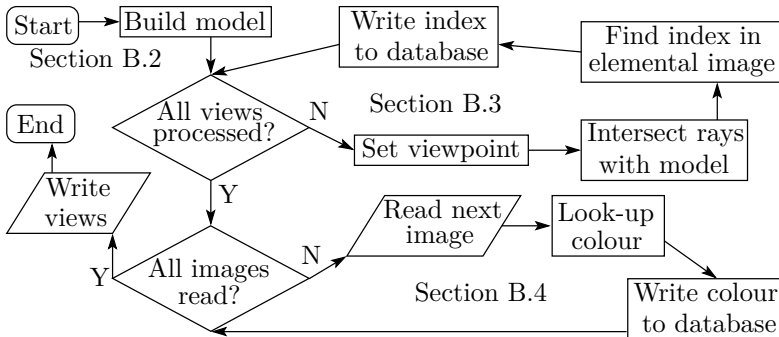 Start
Build model
Section B.2
Write index
to database
Find index in
elemental image
All views
processed?
N
Section B.3
Set viewpoint
Intersect rays
with model
Y
End
Write
views
Read next
image
Look-up
colour
All images
read?
N
Y
Section B.4
Write colour
to database